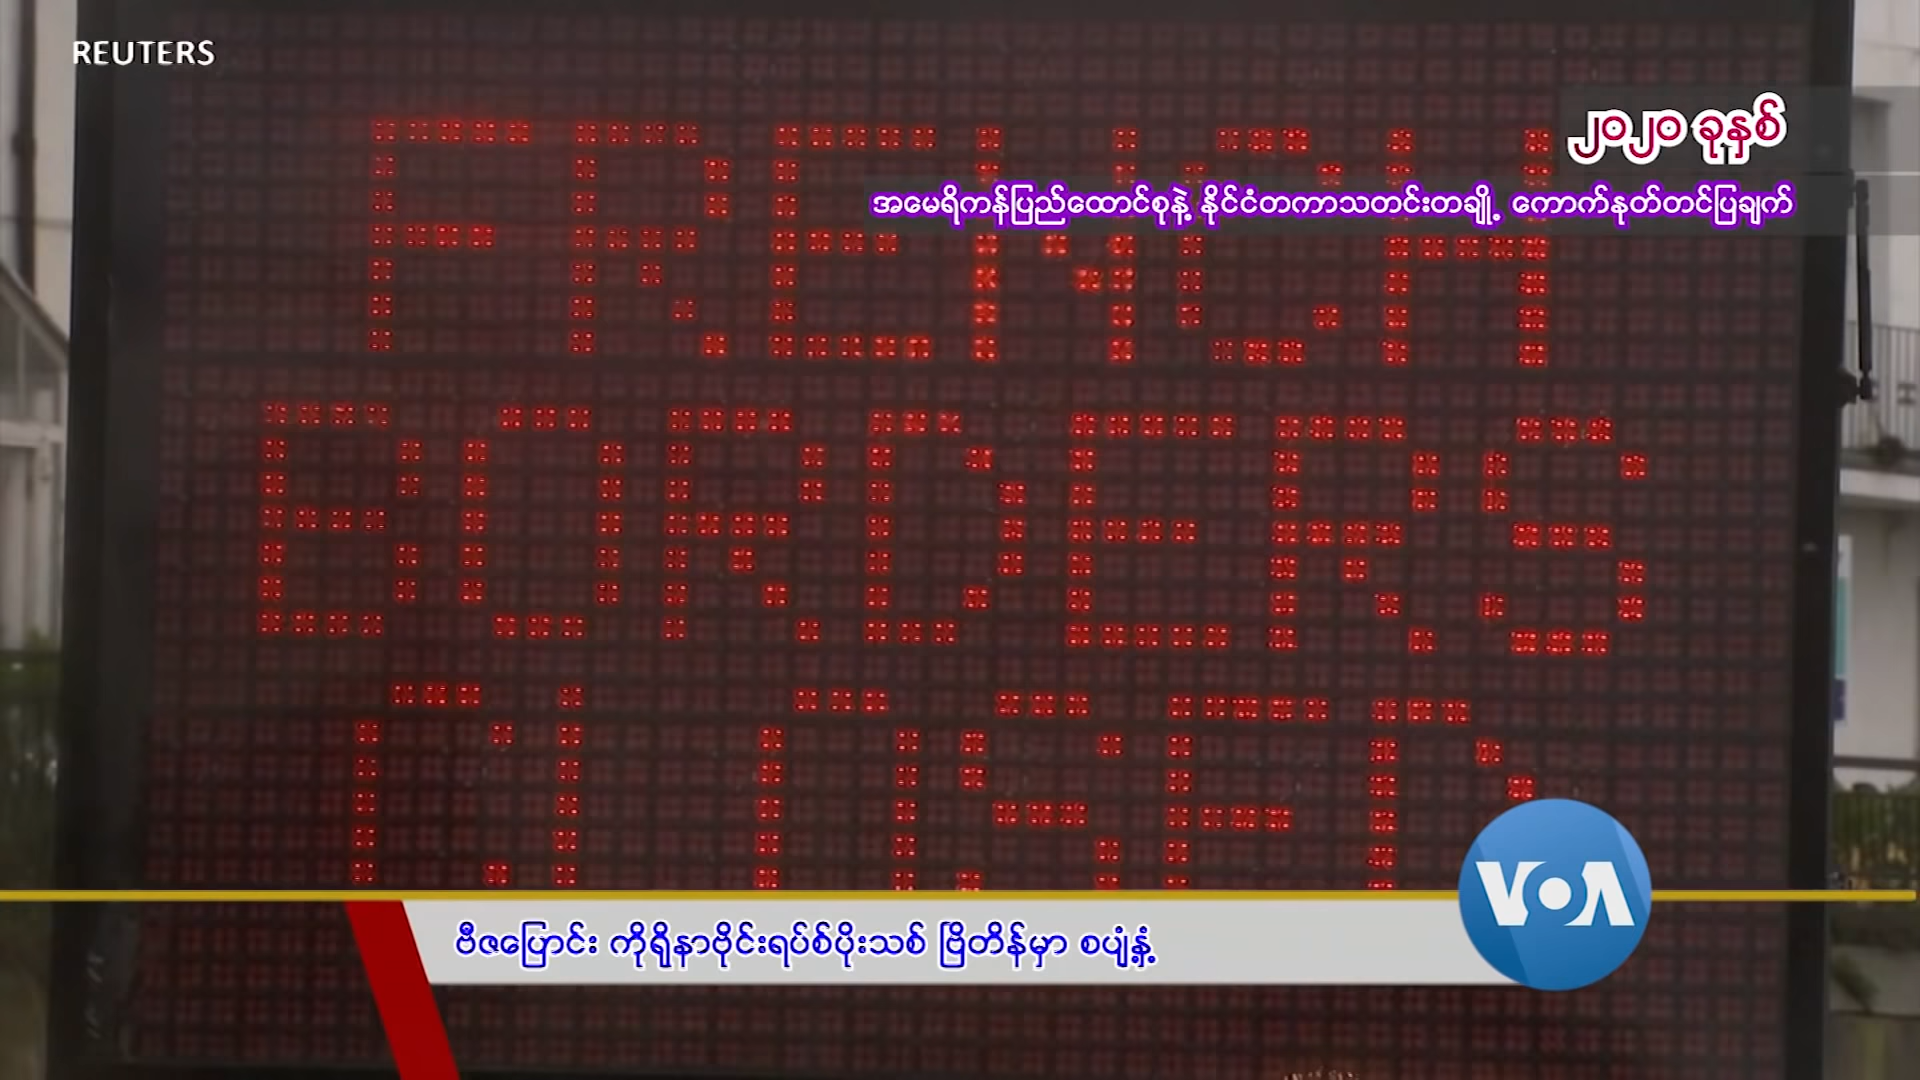 REUTERS
၂၀၂၀ ခုနှစ်
အမေရိကန်ပြည်ထောင်စုနဲ့ နိုင်ငံတကာသတင်းတချို့ ကောက်နုတ်တင်ပြချက်
FRENCH
BORDERS
CLOSED
VOA
ဗီဇပြောင်း ကိုရိုနာဗိုင်းရပ်စ်ပိုးသစ် ဗြိတိန်မှာ စပျံ့နှံ့